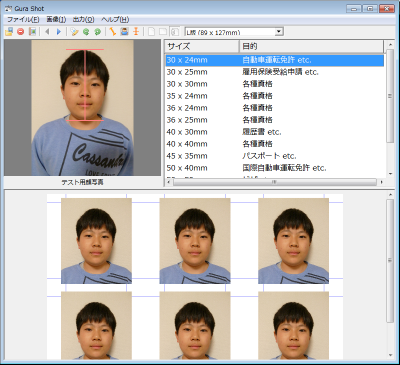 Gura Shot
ファイル(F) 画像(I) 出力(O) ヘルプ(H)
L版 (89 x 127mm)
サイズ 目的
30 x 24mm 自動車運転免許 etc.
30 x 25mm 雇用保険受給申請 etc.
30 x 30mm 各種資格
35 x 24mm 各種資格
36 x 24mm 各種資格
25 x 25mm 各種資格
40 x 30mm 履歴書 etc.
40 x 40mm 各種資格
45 x 35mm パスポート etc.
50 x 40mm 国際自動車運転免許 etc.
Cassandra
テスト用顔写真